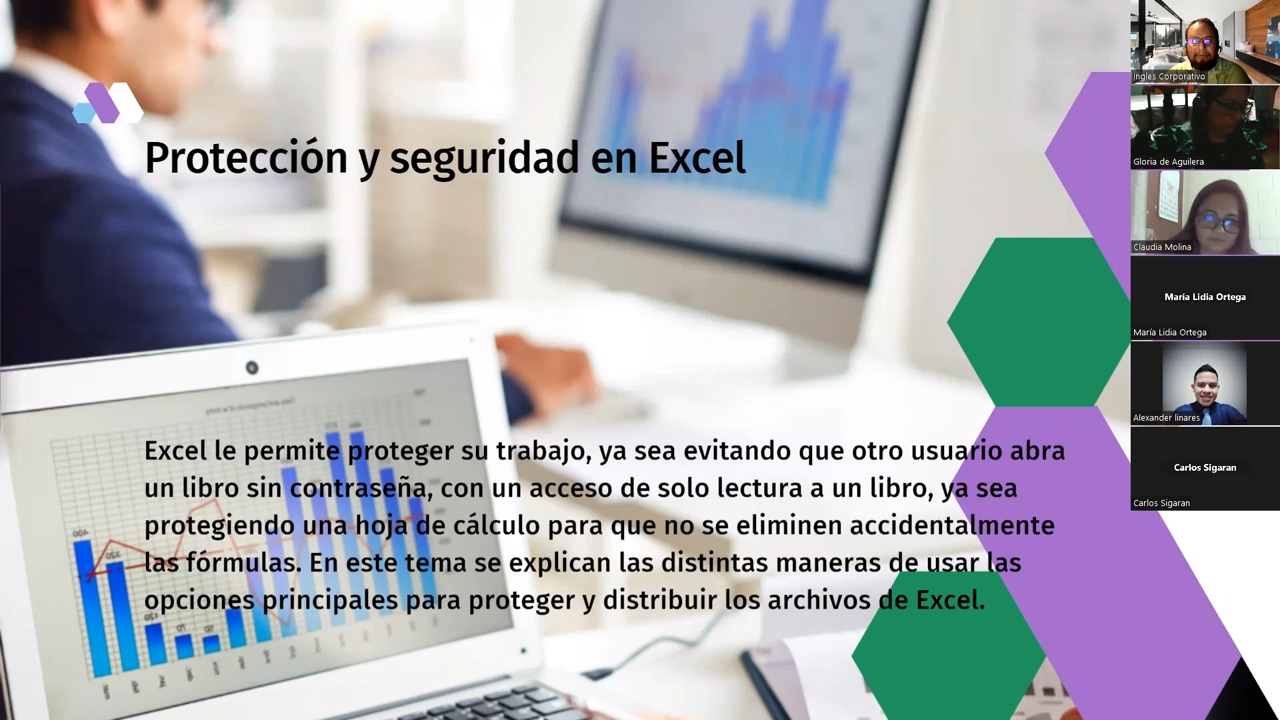 Protección y seguridad en Excel
Excel le permite proteger su trabajo, ya sea evitando que otro usuario abra
un libro sin contraseña, con un acceso de solo lectura a un libro, ya sea
protegiendo una hoja de cálculo para que no se eliminen accidentalmente
las fórmulas. En este tema se explican las distintas maneras de usar las
opciones principales para proteger y distribuir los archivos de Excel.
Ingles Corporativo
Gloria de Aguilera
Claudia Molina
María Lidia Ortega
María Lidia Ortega
Alexander linares
Carlos Sigaran
Carlos Sigaran